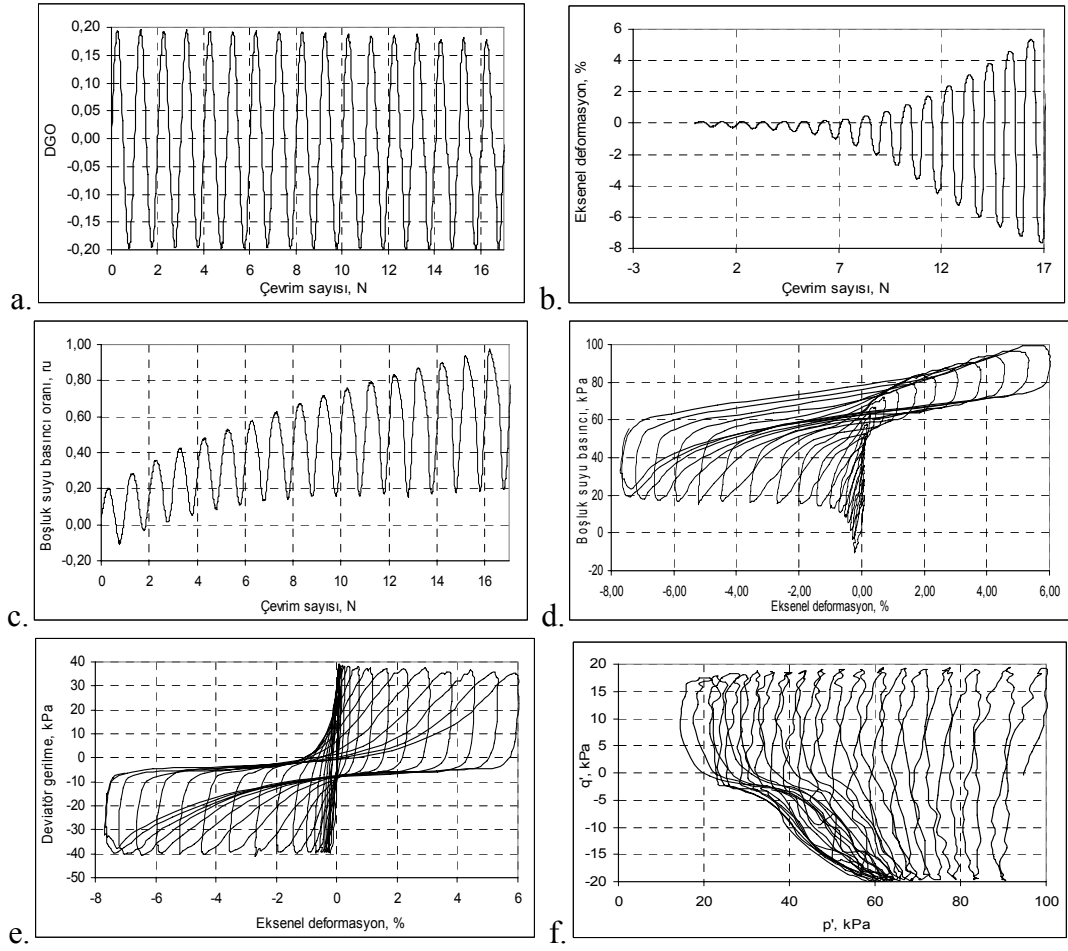 a.
DGO
0,20
0,15
0,10
0,05
0,00
-0,05
-0,10
-0,15
-0,20
0 2 4 6 8 10 12 14 16
Çevrim sayısı, N
b.
Eksenel deformasyon, %
6
4
2
0
-2
-4
-6
-8
-3 2 7 12 17
Çevrim sayısı, N
c.
Boşluk suyu basıncı oranı, ru
1,00
0,80
0,60
0,40
0,20
0,00
-0,20
0 2 4 6 8 10 12 14 16
Çevrim sayısı, N
d.
Boşluk suyu basıncı, kPa
100
80
60
40
20
0
-20
-8,00 -6,00 -4,00 -2,00 0,00 2,00 4,00 6,00
Eksenel deformasyon, %
e.
Deviatör gerilme, kPa
40
30
20
10
0
-10
-20
-30
-40
-50
-8 -6 -4 -2 0 2 4 6
Eksenel deformasyon, %
f.
q', kPa
20
15
10
5
0
-5
-10
-15
-20
0 20 40 60 80 100
p', kPa